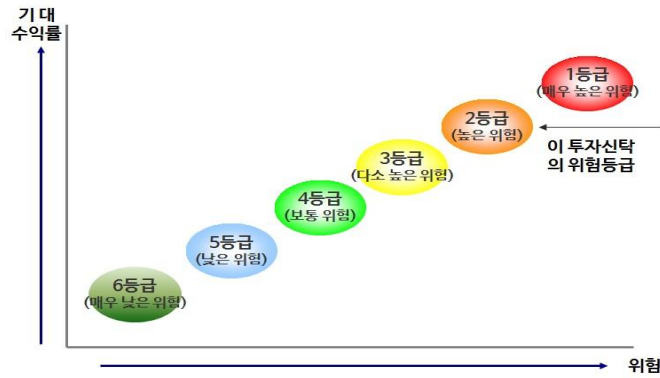 기 대
수익률
1등급
(매우 높은 위험)
2등급
(높은 위험)
이 투자신탁
의 위험등급
3등급
(다소 높은 위험)
4등급
(보통 위험)
5등급
(낮은 위험)
6등급
(매우 낮은 위험)
위험